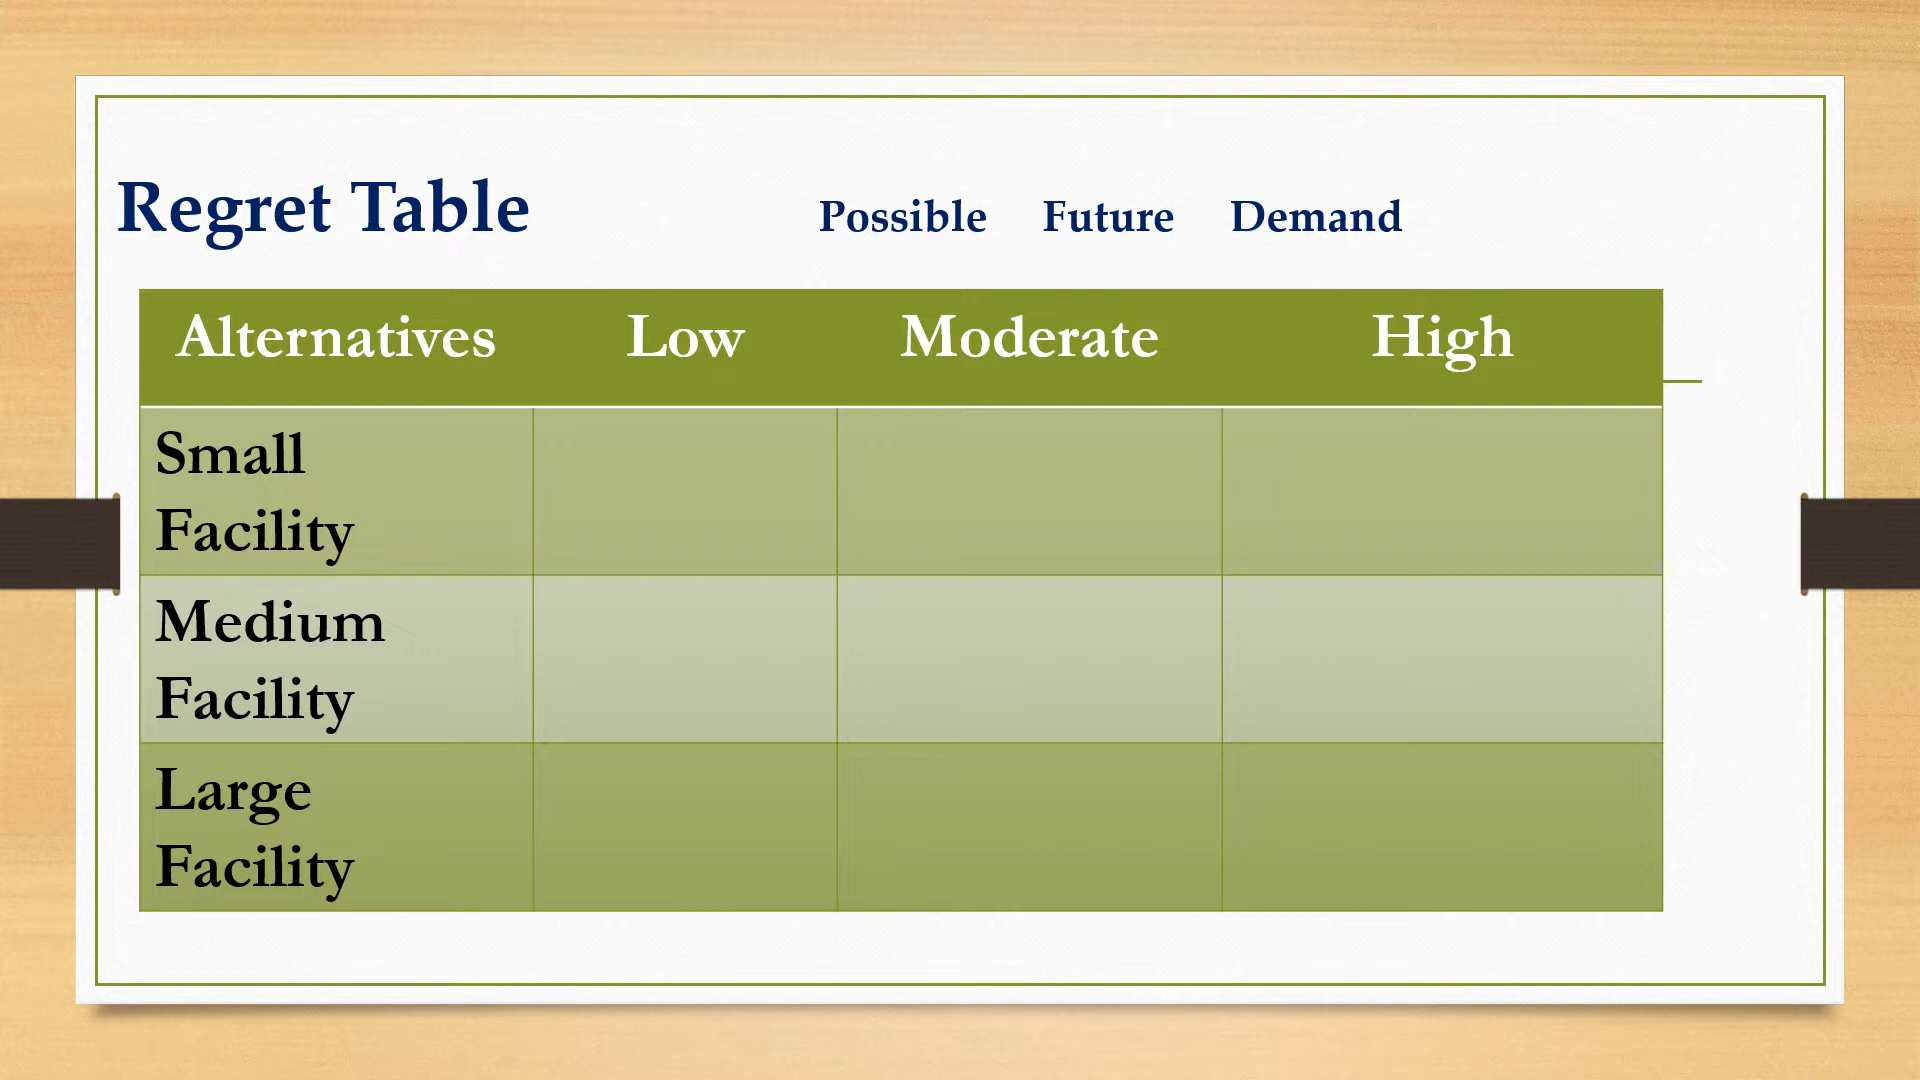 Regret Table Possible Future Demand
Alternatives Low Moderate High
Small
Facility
Medium
Facility
Large
Facility